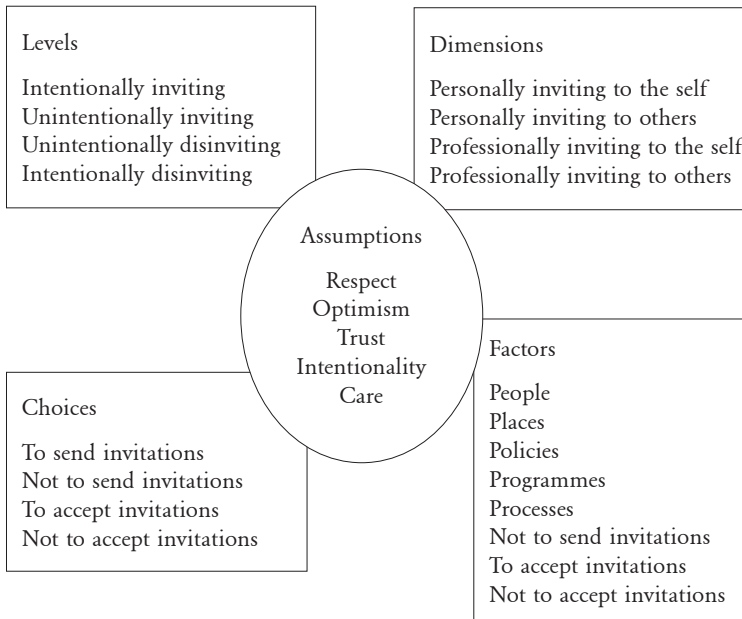 Levels
Intentionally inviting
Unintentionally inviting
Unintentionally disinviting
Intentionally disinviting
Dimensions
Personally inviting to the self
Personally inviting to others
Professionally inviting to the self
Professionally inviting to others
Assumptions
Respect
Optimism
Trust
Intentionality
Care
Choices
To send invitations
Not to send invitations
To accept invitations
Not to accept invitations
Factors
People
Places
Policies
Programmes
Processes
Not to send invitations
To accept invitations
Not to accept invitations